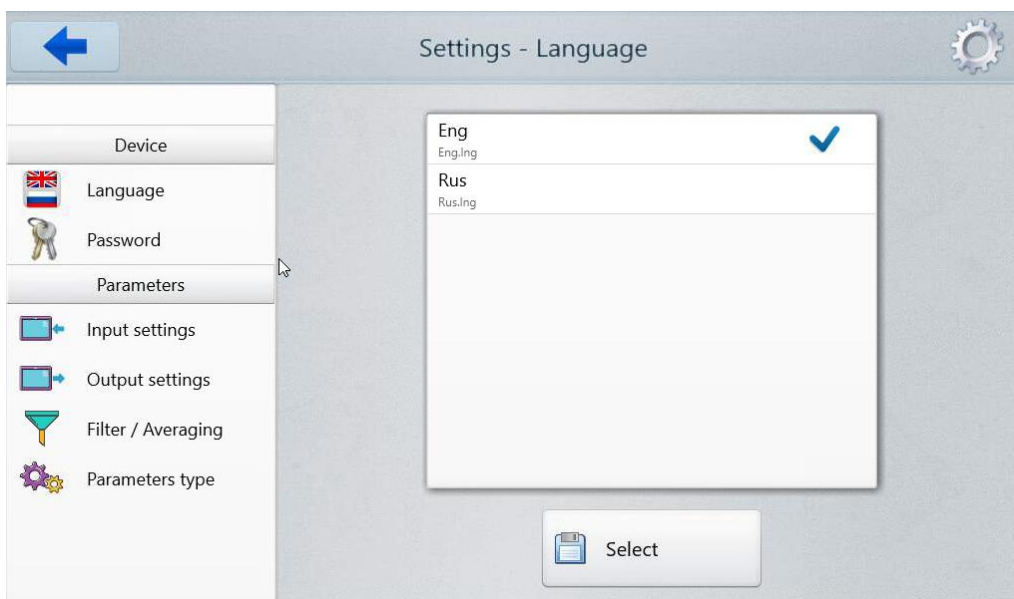 Settings - Language
Device
Language
Password
Parameters
Input settings
Output settings
Filter / Averaging
Parameters type
Eng
Eng.lng
Rus
Rus.lng
Select